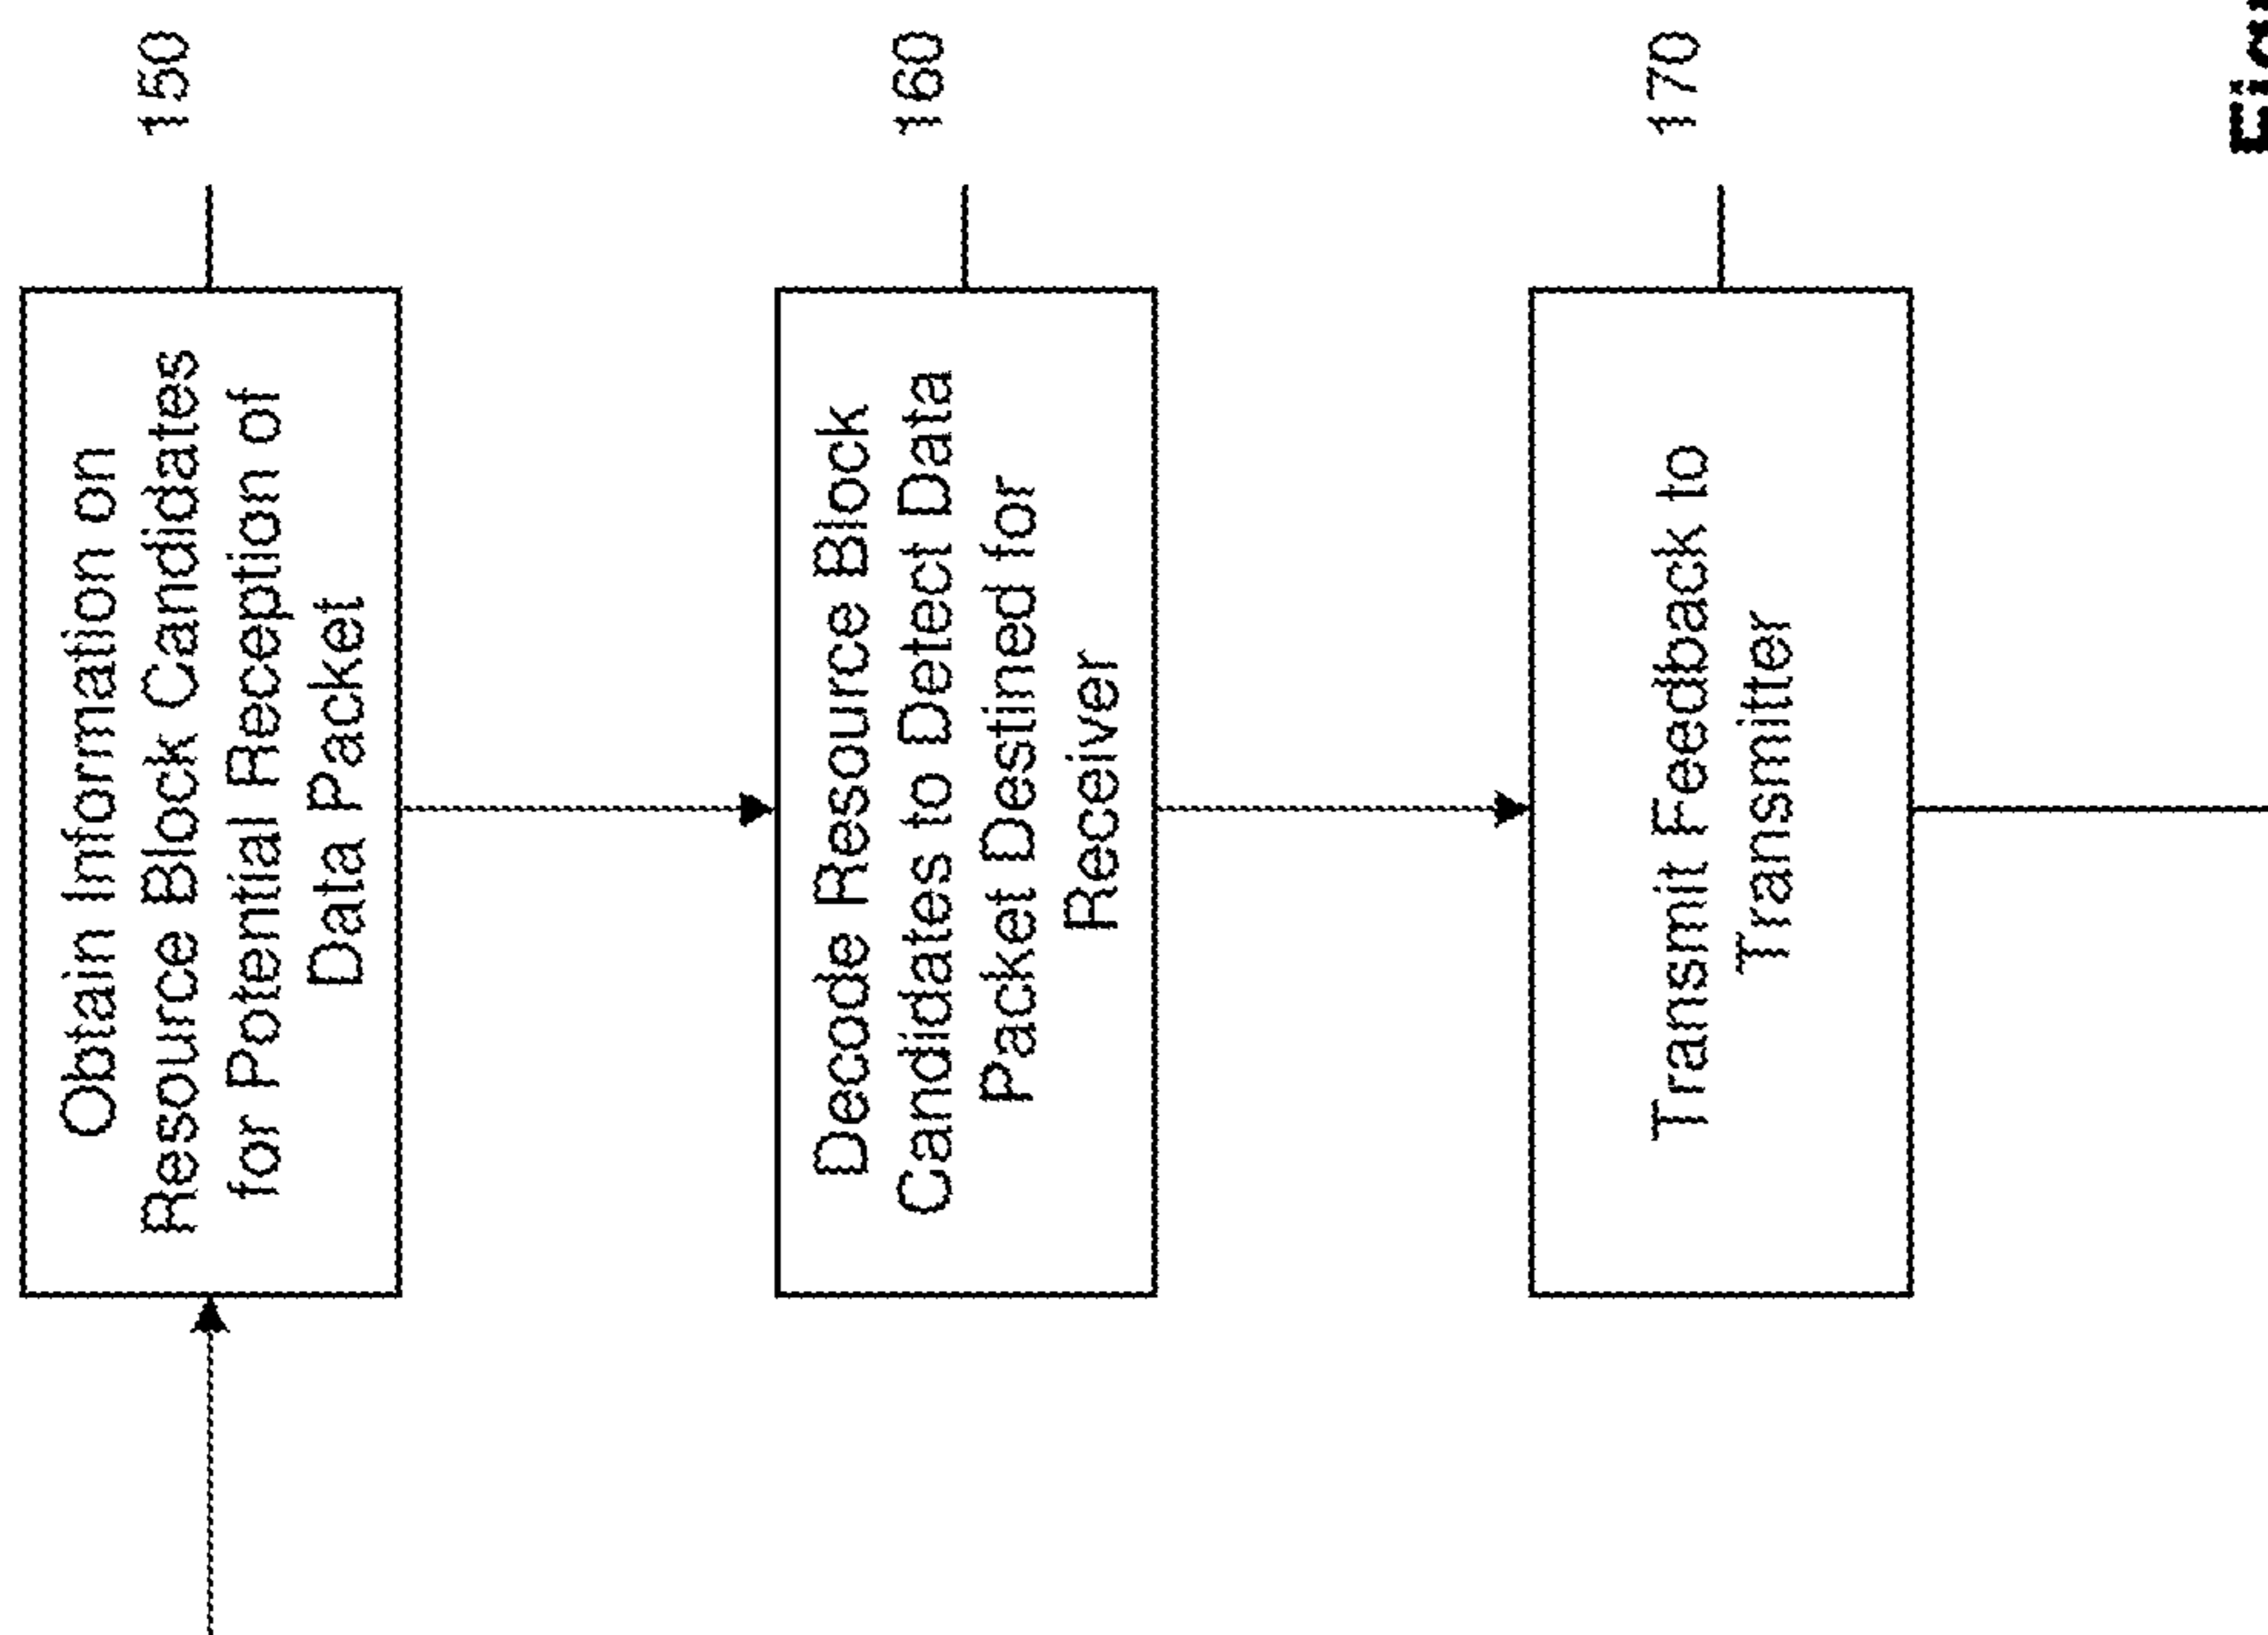 Obtain Information on
Resource Block Candidates
for Potential Reception of
Data Packet
150
Decode Resource Block
Candidates to Detect Data
Packet Destined for
Receiver
160
Transmit Feedback to
Transmitter
170